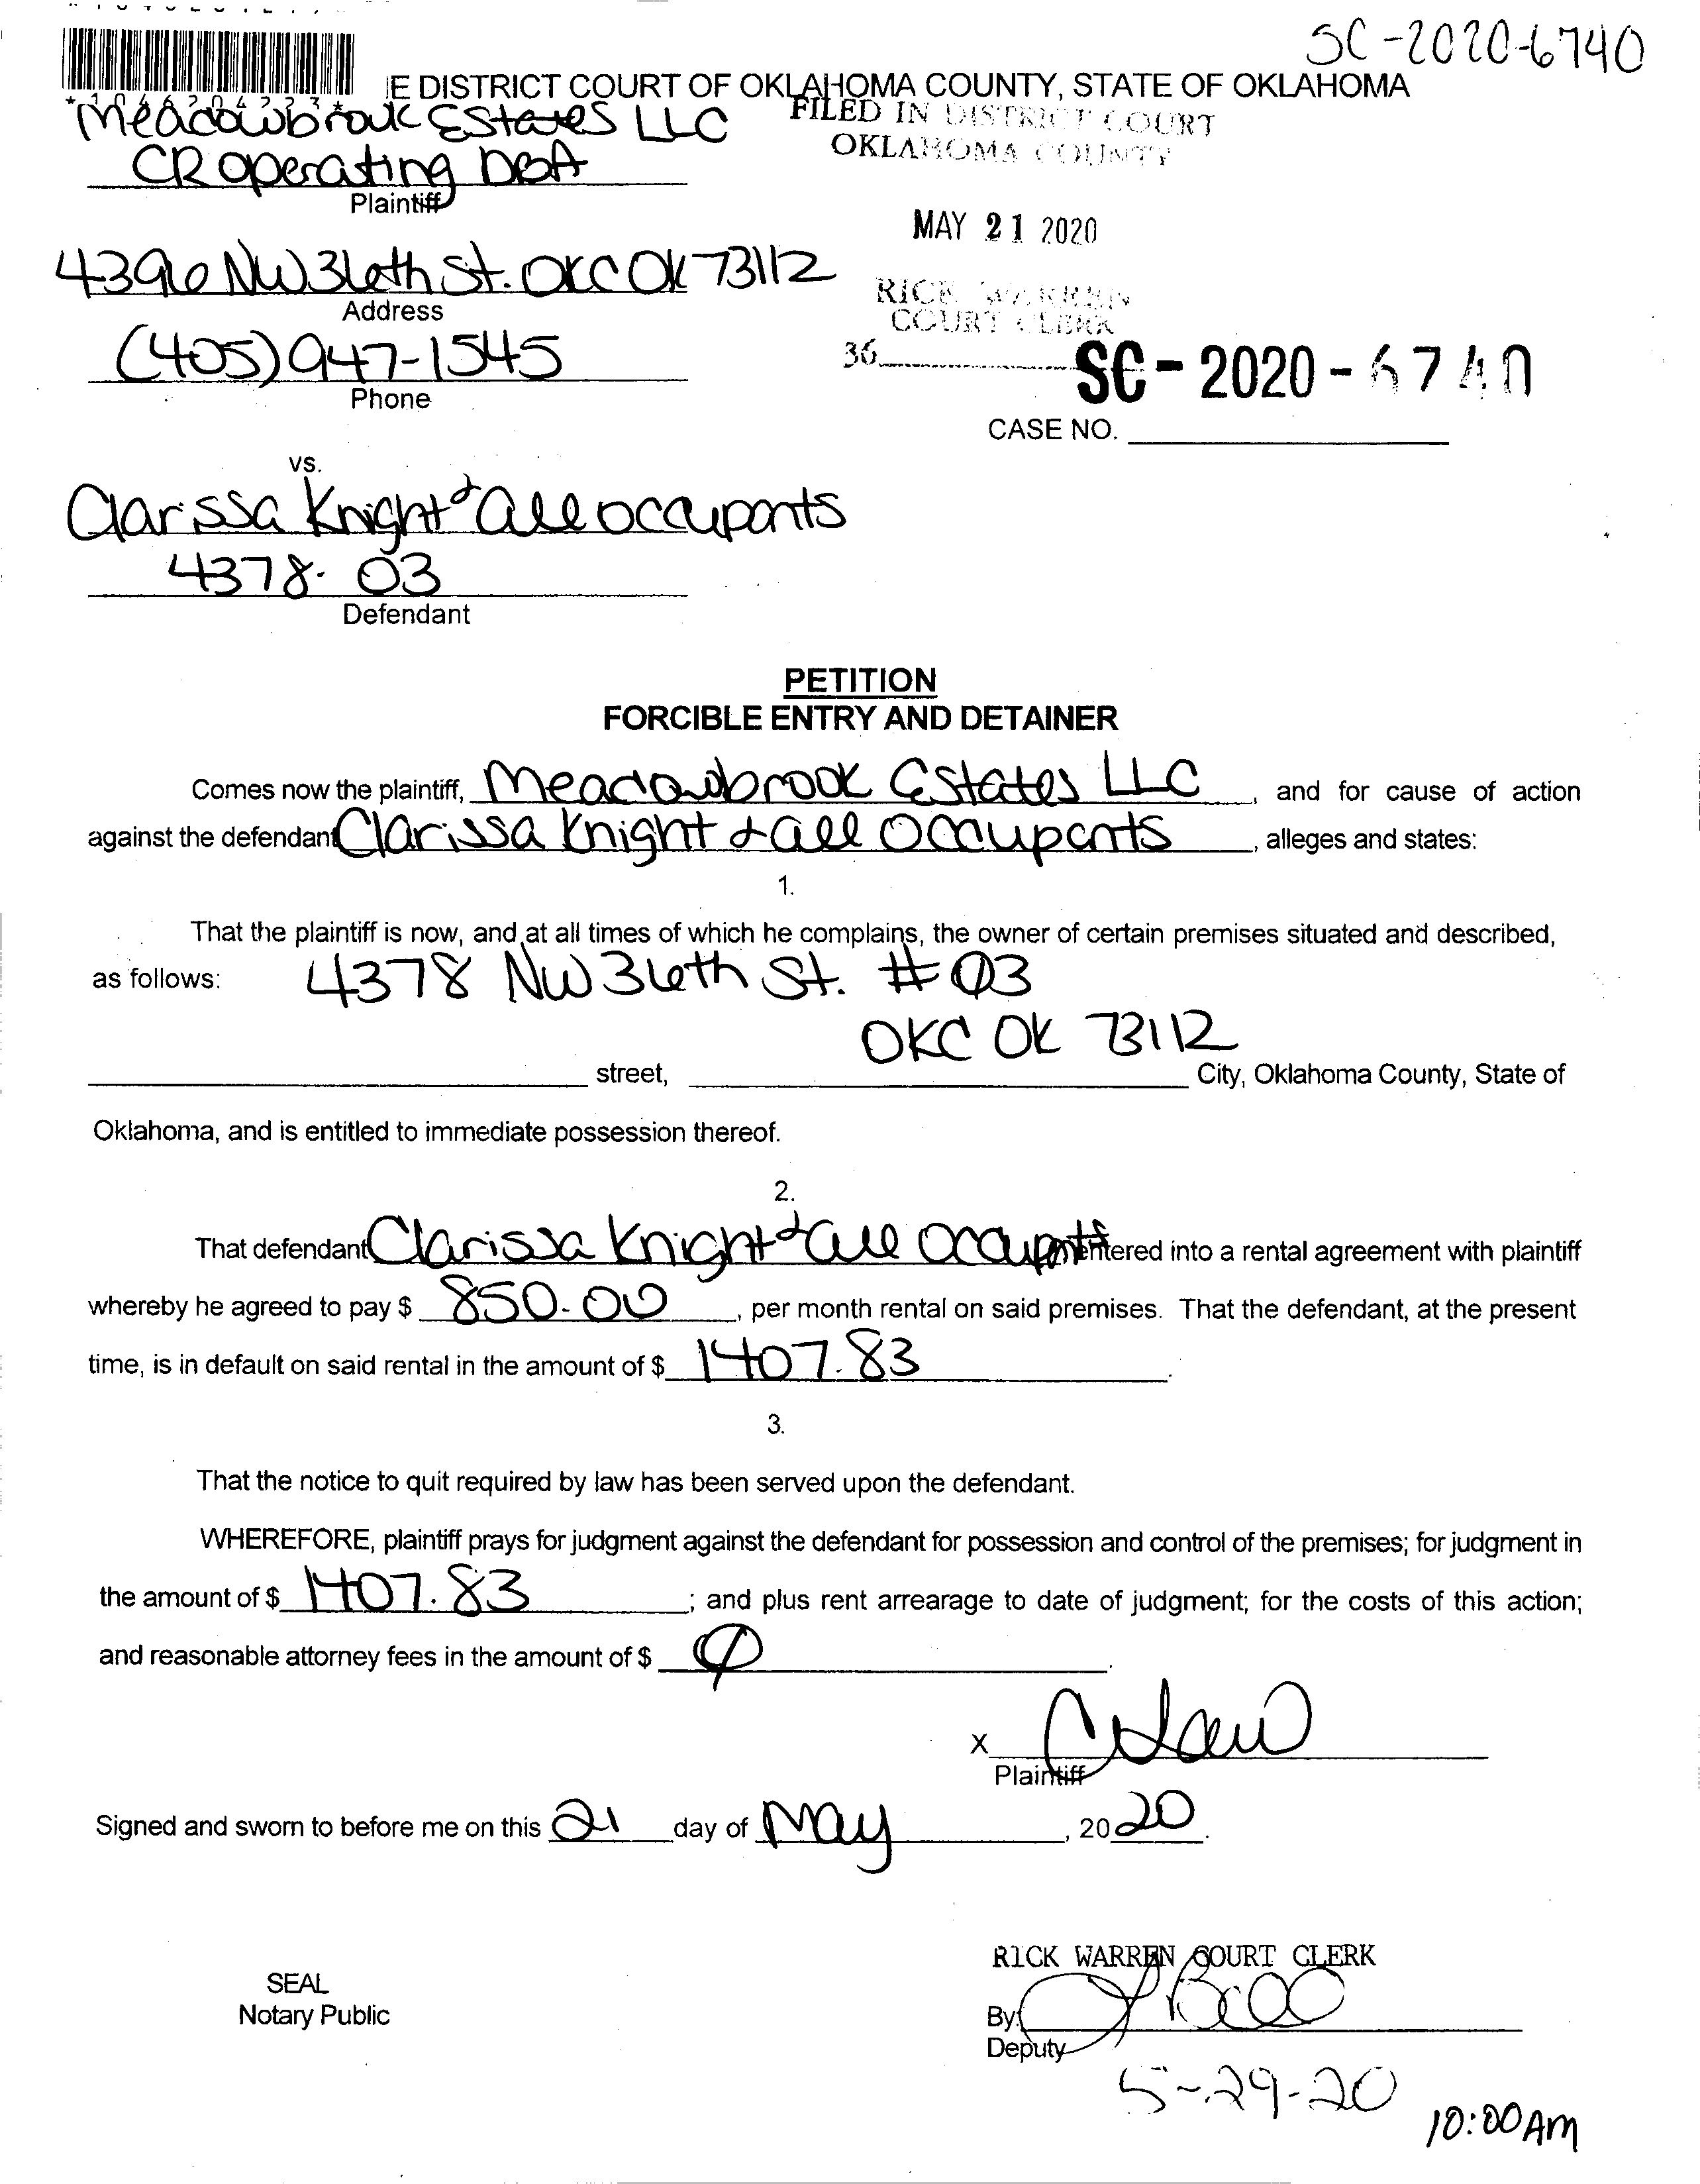 SC-2020-6740
*1046204223*
E DISTRICT COURT OF OKLAHOMA COUNTY, STATE OF OKLAHOMA
Meadowbrook Estates LLC
FILED IN DISTRICT COURT
OKLAHOMA COUNTY
CR Operating DBA
Plaintiff
MAY 21 2020
4396 NW 36th St. OKC OK 73112
Address
RICK WARREN
COURT CLERK
(405) 947-1545
Phone
36
SC-2020-6740
CASE NO.
vs.
Clarissa Knight & all occupants
4378-03
Defendant
PETITION
FORCIBLE ENTRY AND DETAINER
Comes now the plaintiff, Meadowbrook Estates LLC, and for cause of action
against the defendant Clarissa Knight & all Occupants, alleges and states:
1.
That the plaintiff is now, and at all times of which he complains, the owner of certain premises situated and described,
as follows: 4378 NW 36th St. #03
OKC OK 73112
street, City, Oklahoma County, State of
Oklahoma, and is entitled to immediate possession thereof.
2.
That defendant Clarissa Knight & all Occupants entered into a rental agreement with plaintiff
whereby he agreed to pay $ 850.00, per month rental on said premises. That the defendant, at the present
time, is in default on said rental in the amount of $ 1407.83.
3.
That the notice to quit required by law has been served upon the defendant.
WHEREFORE, plaintiff prays for judgment against the defendant for possession and control of the premises; for judgment in
the amount of $ 1407.83; and plus rent arrearage to date of judgment; for the costs of this action;
and reasonable attorney fees in the amount of $ 0.
X
Plaintiff
Signed and sworn to before me on this 21 day of May, 2020.
RICK WARREN COURT CLERK
SEAL
Notary Public
By:
Deputy
5-29-20
10:00AM